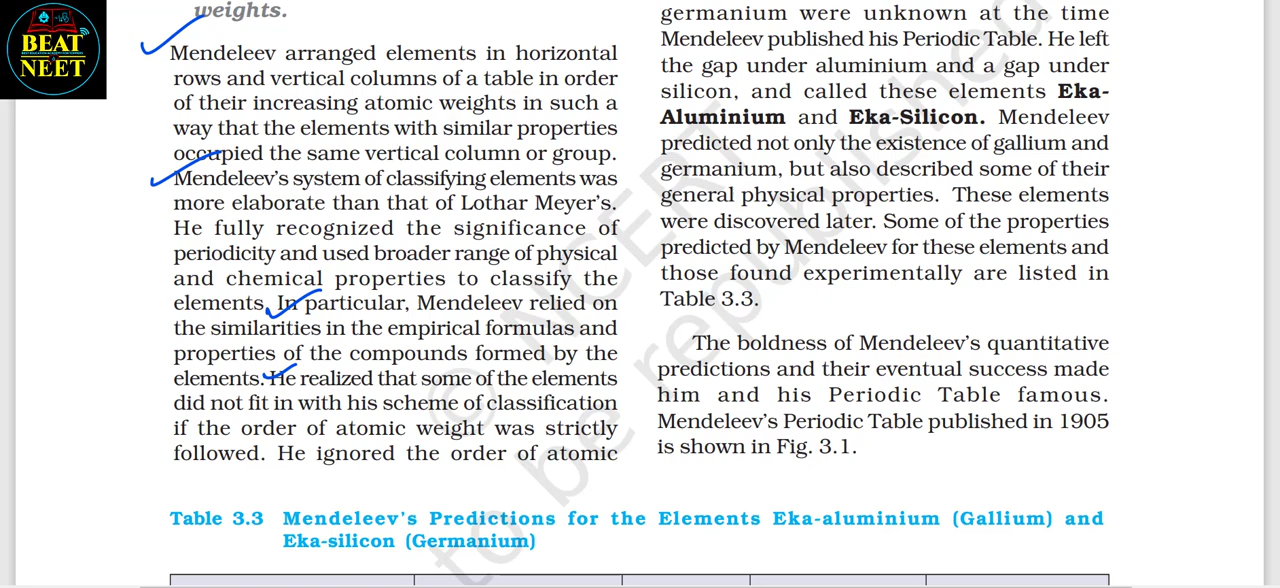 BEAT
NEET
weights.
Mendeleev arranged elements in horizontal
rows and vertical columns of a table in order
of their increasing atomic weights in such a
way that the elements with similar properties
occupied the same vertical column or group.
Mendeleev's system of classifying elements was
more elaborate than that of Lothar Meyer's.
He fully recognized the significance of
periodicity and used broader range of physical
and chemical properties to classify the
elements. In particular, Mendeleev relied on
the similarities in the empirical formulas and
properties of the compounds formed by the
elements. He realized that some of the elements
did not fit in with his scheme of classification
if the order of atomic weight was strictly
followed. He ignored the order of atomic
germanium were unknown at the time
Mendeleev published his Periodic Table. He left
the gap under aluminium and a gap under
silicon, and called these elements Eka-
Aluminium and Eka-Silicon. Mendeleev
predicted not only the existence of gallium and
germanium, but also described some of their
general physical properties. These elements
were discovered later. Some of the properties
predicted by Mendeleev for these elements and
those found experimentally are listed in
Table 3.3.
The boldness of Mendeleev's quantitative
predictions and their eventual success made
him and his Periodic Table famous.
Mendeleev's Periodic Table published in 1905
is shown in Fig. 3.1.
© NCERT
to be republished
Table 3.3 Mendeleev's Predictions for the Elements Eka-aluminium (Gallium) and
Eka-silicon (Germanium)